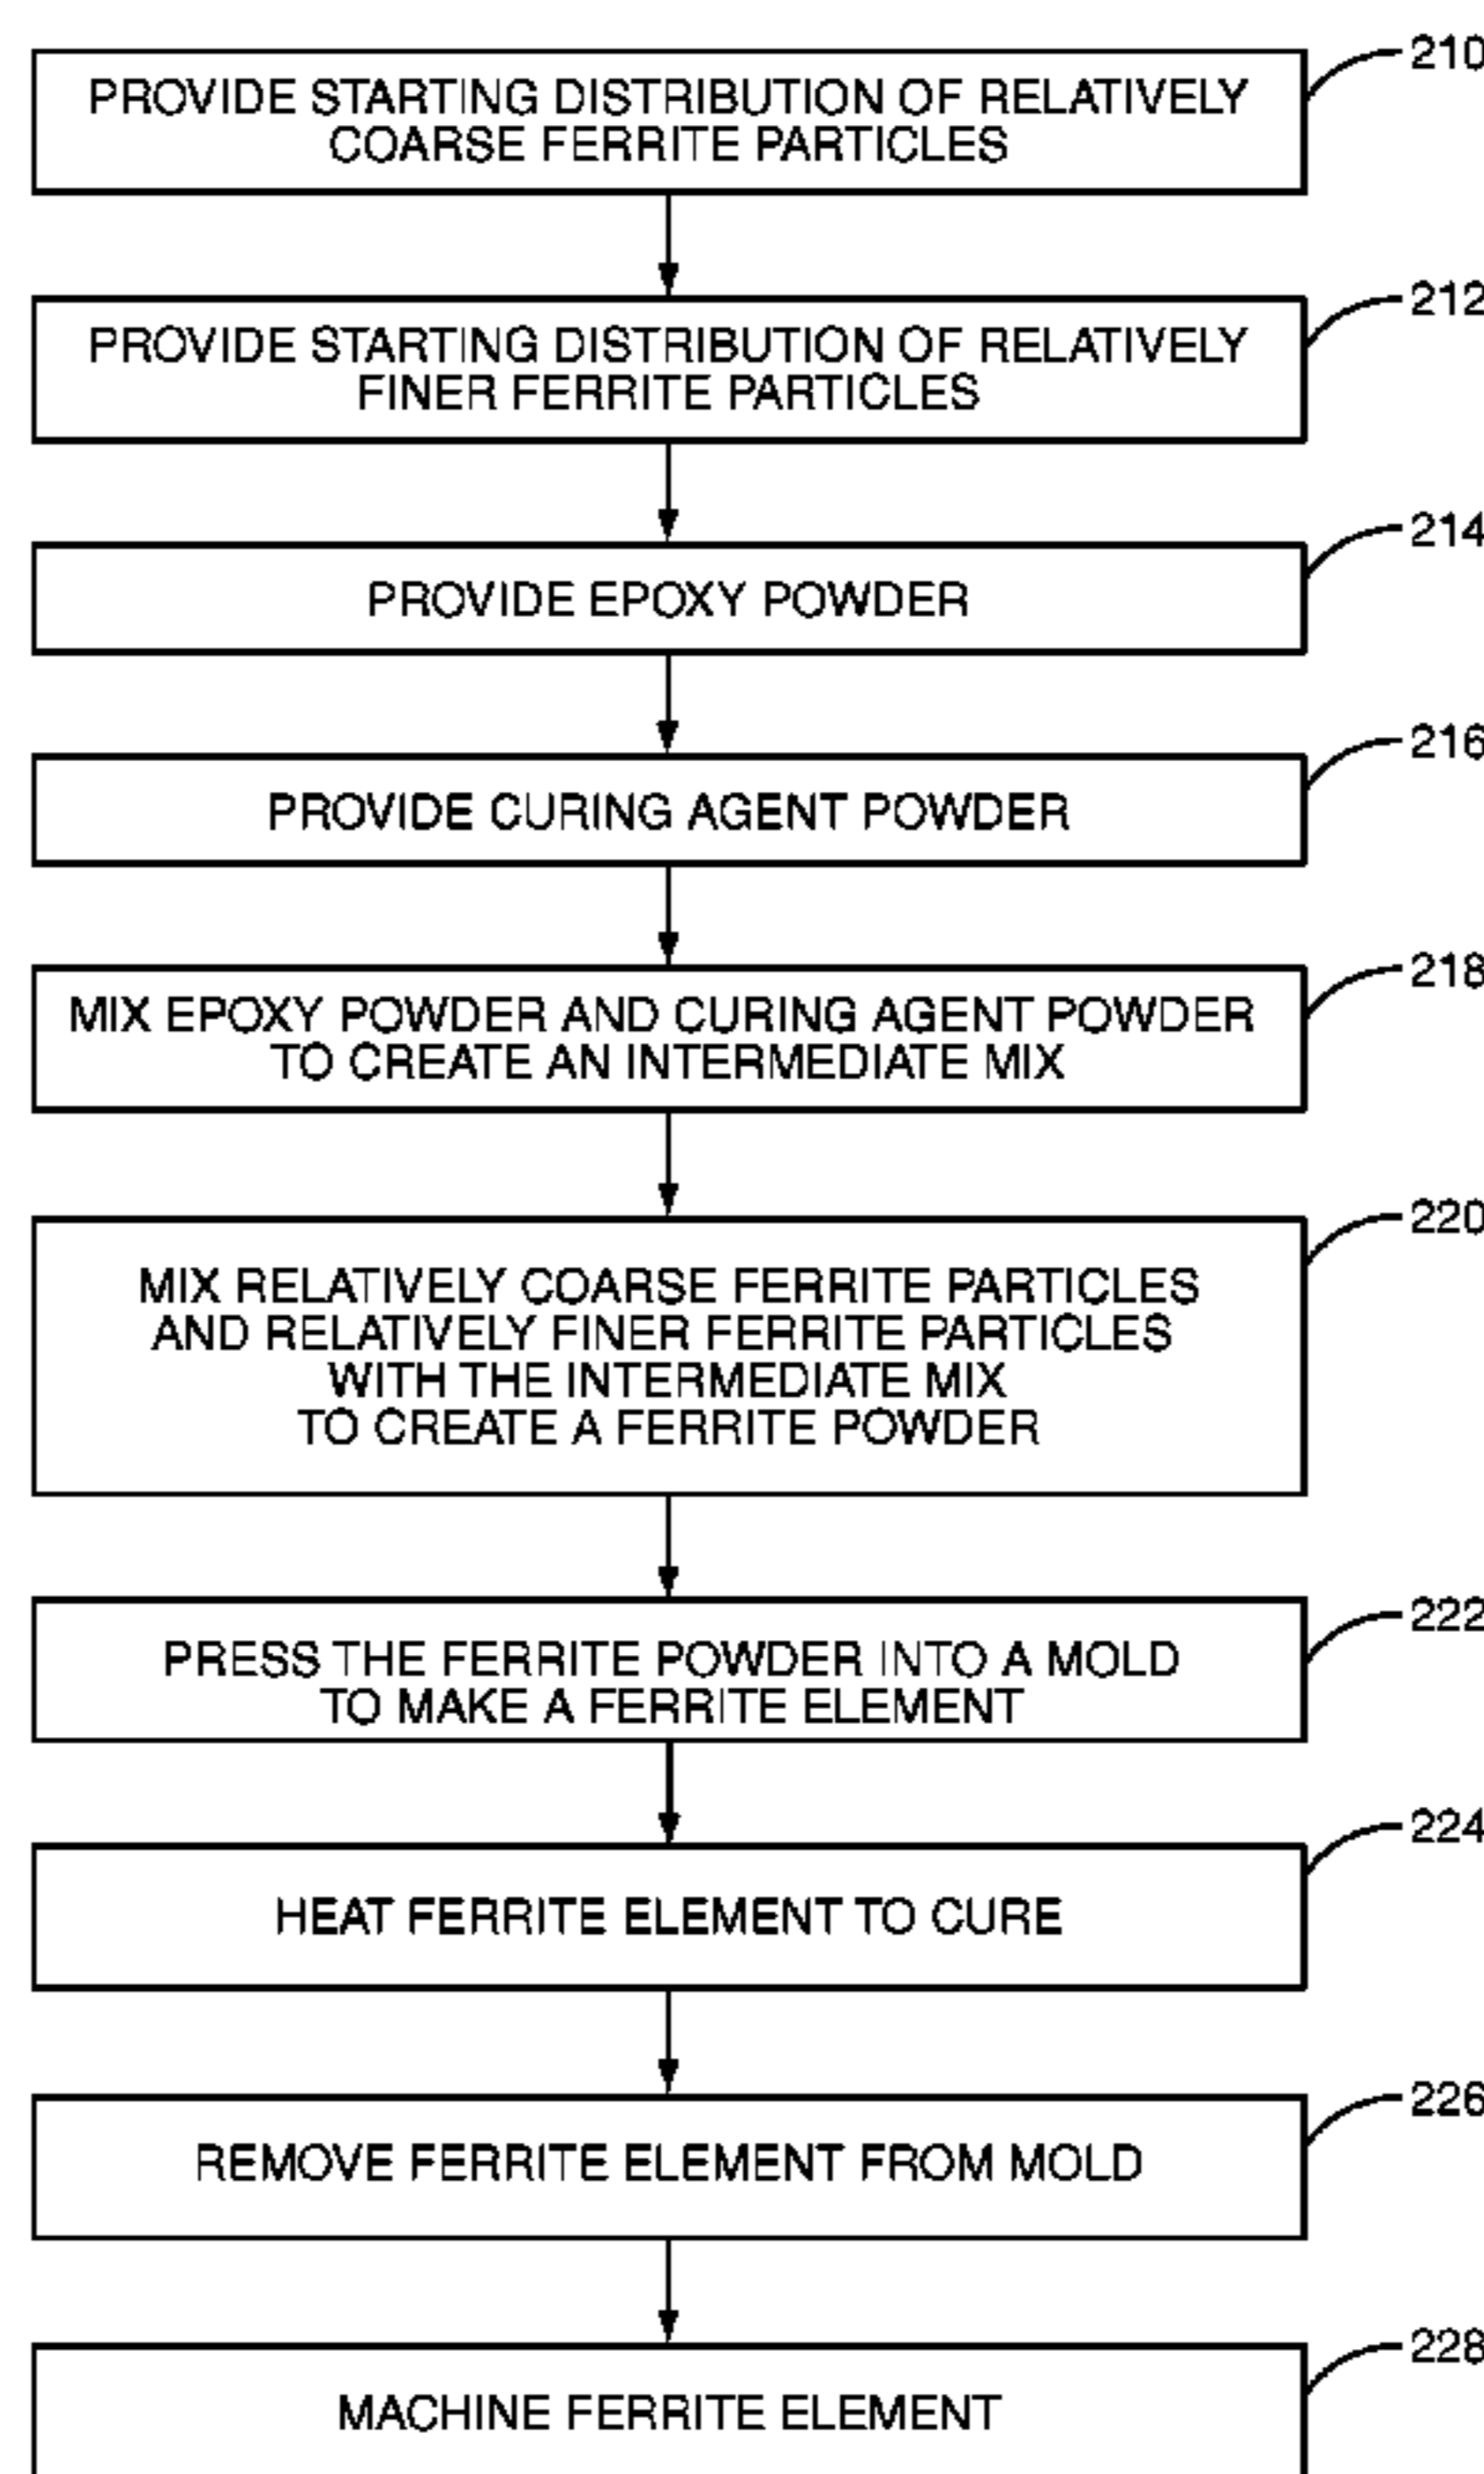 210
PROVIDE STARTING DISTRIBUTION OF RELATIVELY
COARSE FERRITE PARTICLES
212
PROVIDE STARTING DISTRIBUTION OF RELATIVELY
FINER FERRITE PARTICLES
214
PROVIDE EPOXY POWDER
216
PROVIDE CURING AGENT POWDER
218
MIX EPOXY POWDER AND CURING AGENT POWDER
TO CREATE AN INTERMEDIATE MIX
220
MIX RELATIVELY COARSE FERRITE PARTICLES
AND RELATIVELY FINER FERRITE PARTICLES
WITH THE INTERMEDIATE MIX
TO CREATE A FERRITE POWDER
222
PRESS THE FERRITE POWDER INTO A MOLD
TO MAKE A FERRITE ELEMENT
224
HEAT FERRITE ELEMENT TO CURE
226
REMOVE FERRITE ELEMENT FROM MOLD
228
MACHINE FERRITE ELEMENT